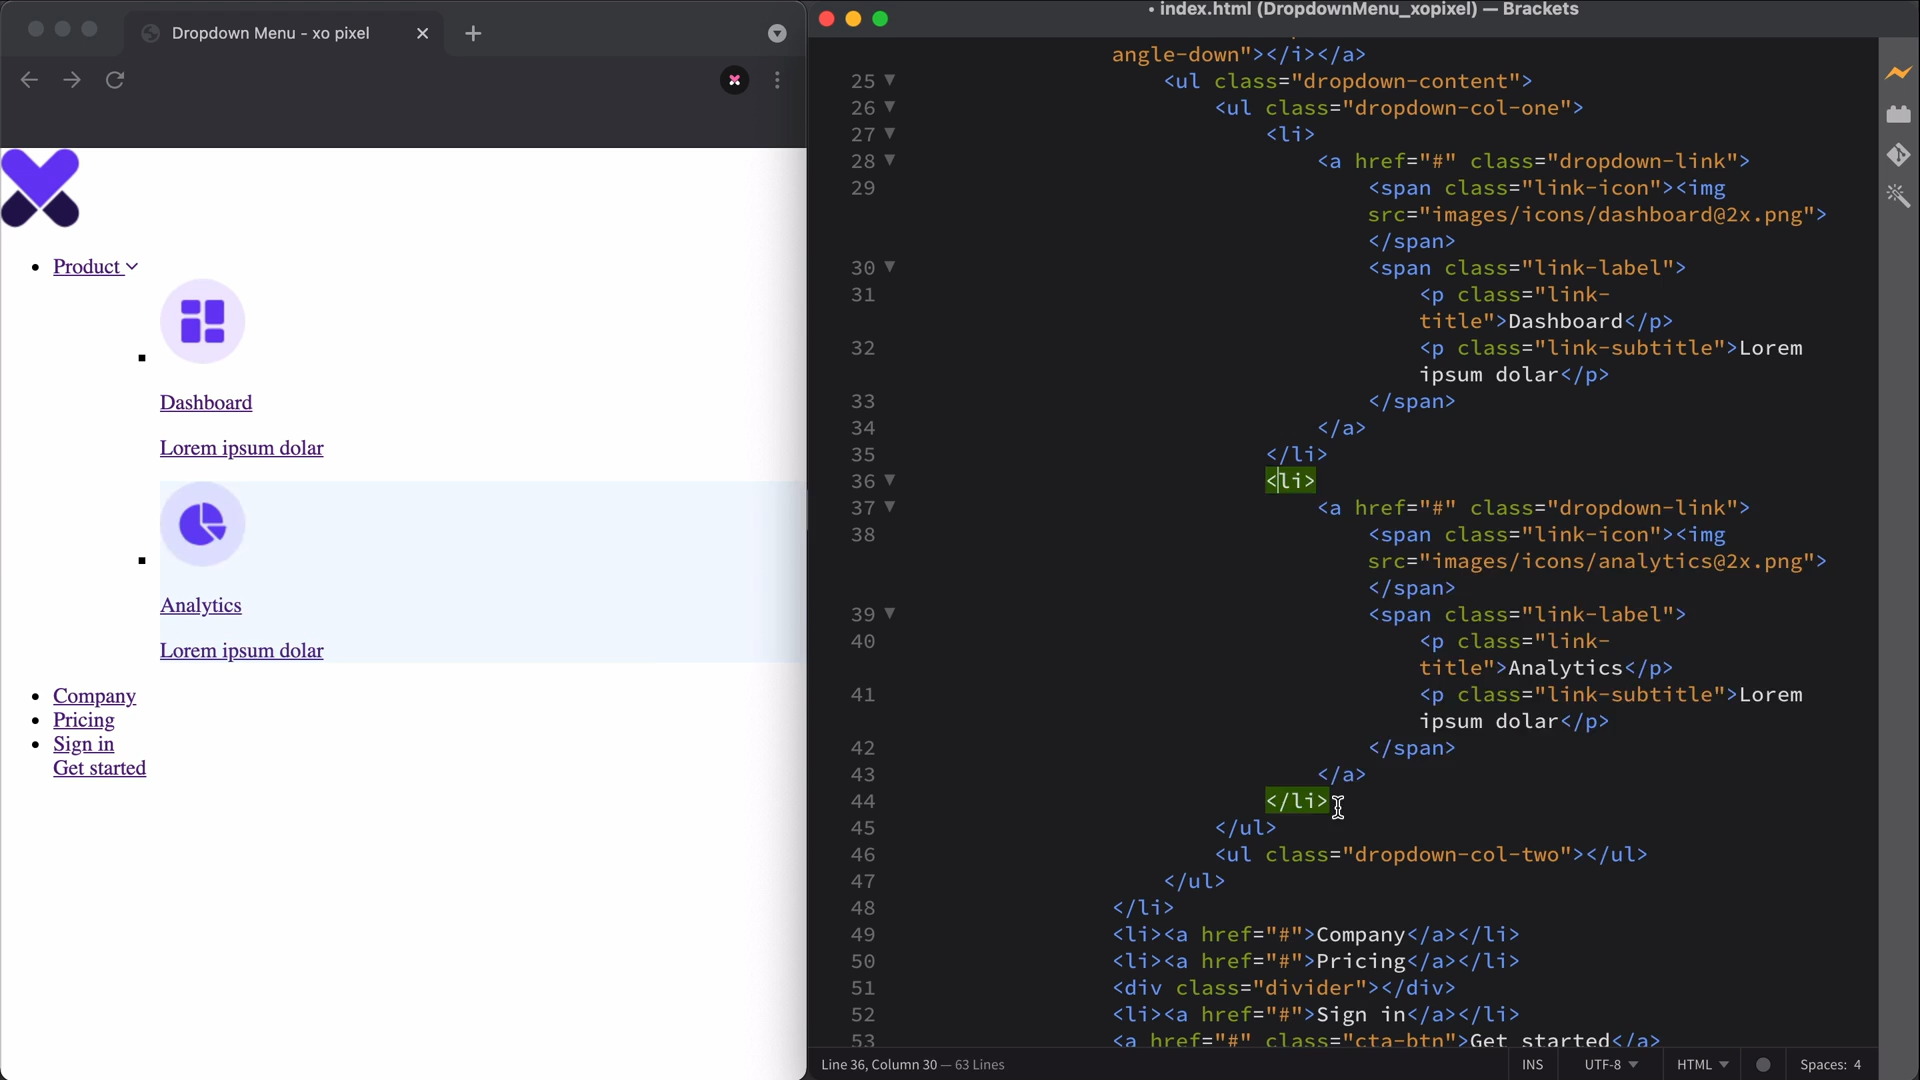 Dropdown Menu - xo pixel
Product
Dashboard
Lorem ipsum dolar
Analytics
Lorem ipsum dolar
Company
Pricing
Sign in
Get started
• index.html (DropdownMenu_xopixel) — Brackets
angle-down"></i></a>
25 <ul class="dropdown-content">
26 <ul class="dropdown-col-one">
27 <li>
28 <a href="#" class="dropdown-link">
29 <span class="link-icon"><img
src="images/icons/dashboard@2x.png">
</span>
30 <span class="link-label">
31 <p class="link-
title">Dashboard</p>
32 <p class="link-subtitle">Lorem
ipsum dolar</p>
33 </span>
34 </a>
35 </li>
36 <li>
37 <a href="#" class="dropdown-link">
38 <span class="link-icon"><img
src="images/icons/analytics@2x.png">
</span>
39 <span class="link-label">
40 <p class="link-
title">Analytics</p>
41 <p class="link-subtitle">Lorem
ipsum dolar</p>
42 </span>
43 </a>
44 </li>
45 </ul>
46 <ul class="dropdown-col-two"></ul>
47 </ul>
48 </li>
49 <li><a href="#">Company</a></li>
50 <li><a href="#">Pricing</a></li>
51 <div class="divider"></div>
52 <li><a href="#">Sign in</a></li>
53 <a href="#" class="cta-btn">Get started</a>
Line 36, Column 30 — 63 Lines
INS
UTF-8
HTML
Spaces: 4